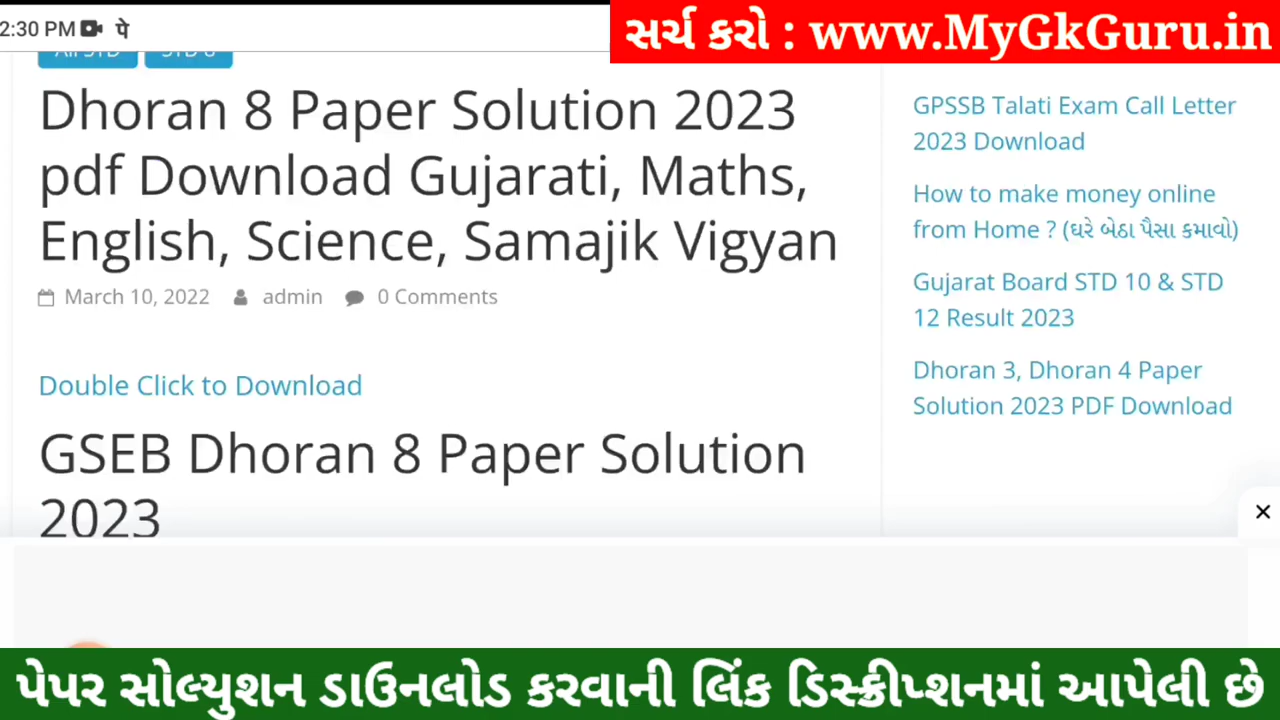 2:30 PM
સર્ચ કરો : www.MyGkGuru.in
All STD STD 8
Dhoran 8 Paper Solution 2023
pdf Download Gujarati, Maths,
English, Science, Samajik Vigyan
March 10, 2022 admin 0 Comments
Double Click to Download
GSEB Dhoran 8 Paper Solution
2023
GPSSB Talati Exam Call Letter
2023 Download
How to make money online
from Home ? (ઘરે બેઠા પૈસા કમાવો)
Gujarat Board STD 10 & STD
12 Result 2023
Dhoran 3, Dhoran 4 Paper
Solution 2023 PDF Download
પેપર સોલ્યુશન ડાઉનલોડ કરવાની લિંક ડિસ્ક્રીપ્શનમાં આપેલી છે